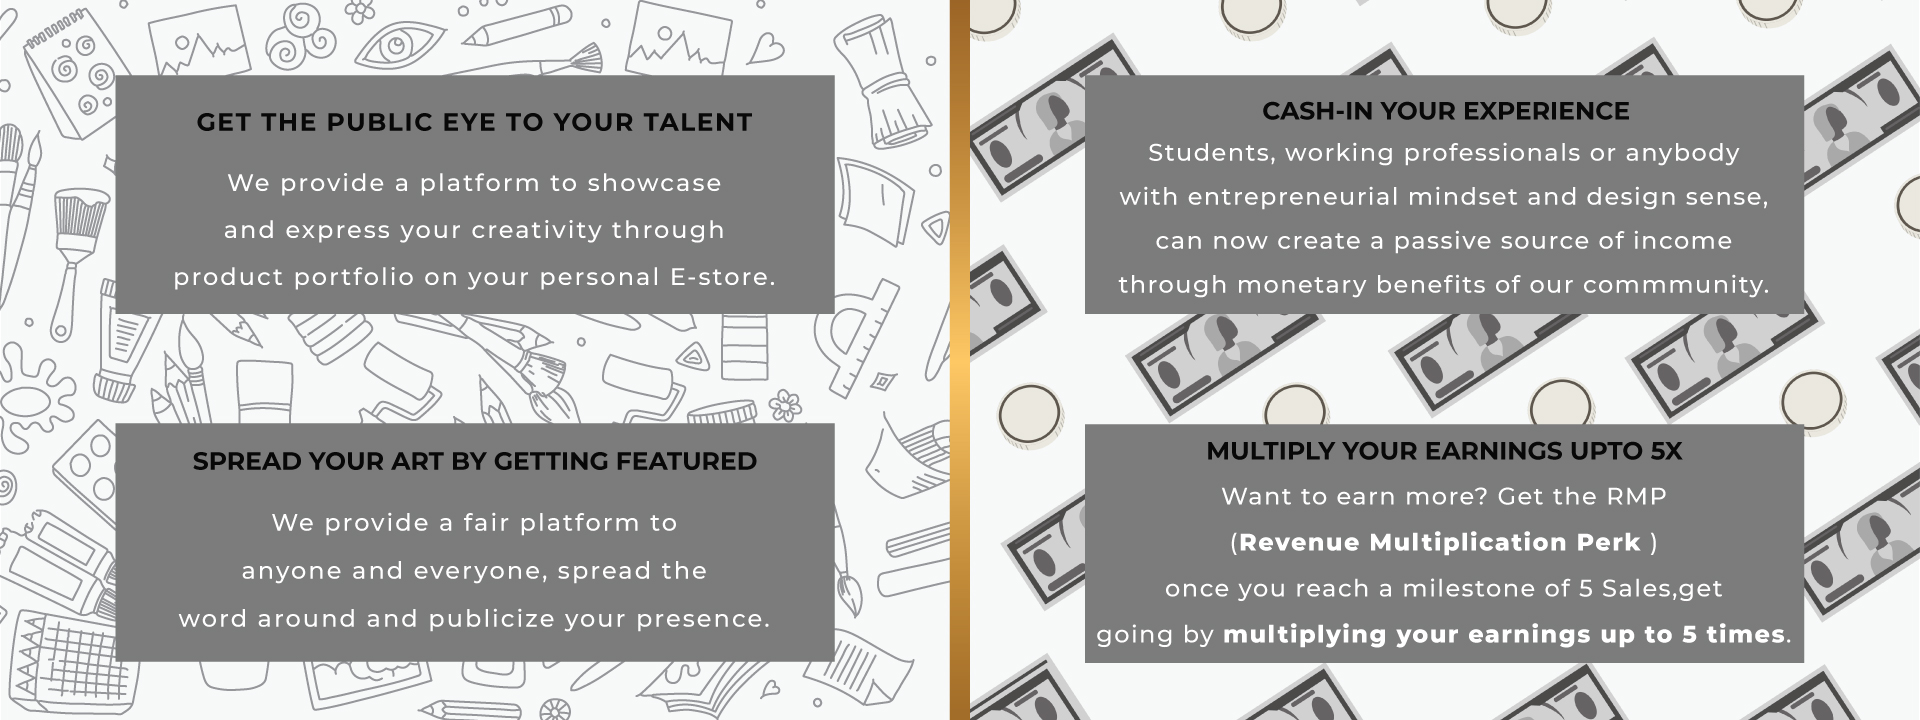 GET THE PUBLIC EYE TO YOUR TALENT
We provide a platform to showcase
and express your creativity through
product portfolio on your personal E-store.
SPREAD YOUR ART BY GETTING FEATURED
We provide a fair platform to
anyone and everyone, spread the
word around and publicize your presence.
CASH-IN YOUR EXPERIENCE
Students, working professionals or anybody
with entrepreneurial mindset and design sense,
can now create a passive source of income
through monetary benefits of our commmunity.
MULTIPLY YOUR EARNINGS UPTO 5X
Want to earn more? Get the RMP
(Revenue Multiplication Perk )
once you reach a milestone of 5 Sales,get
going by multiplying your earnings up to 5 times.